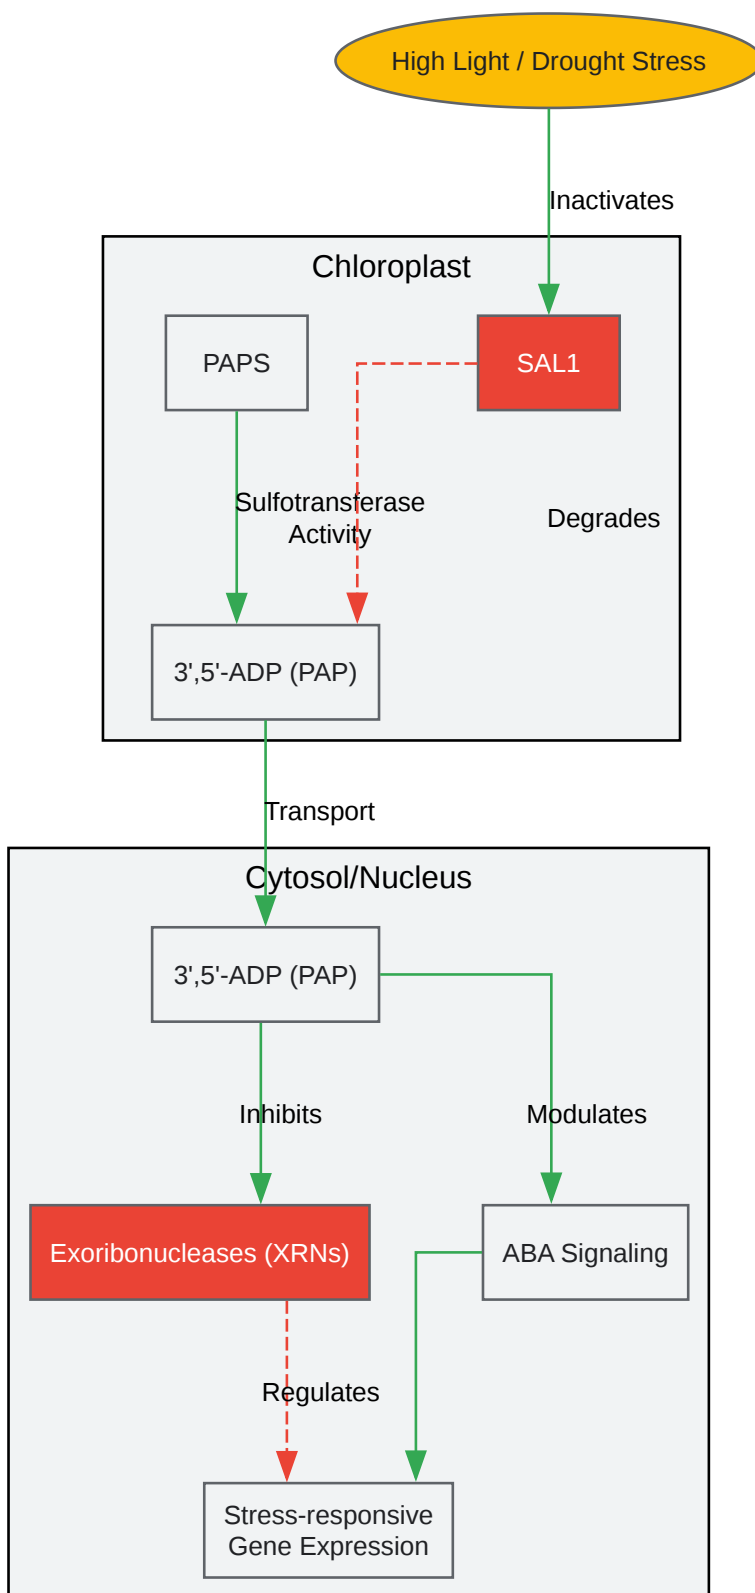 High Light / Drought Stress
Inactivates
Chloroplast
PAPS
SAL1
Sulfotransferase
Activity
Degrades
3',5'-ADP (PAP)
Transport
Cytosol/Nucleus
3',5'-ADP (PAP)
Inhibits
Modulates
Exoribonucleases (XRNs)
ABA Signaling
Regulates
Stress-responsive
Gene Expression